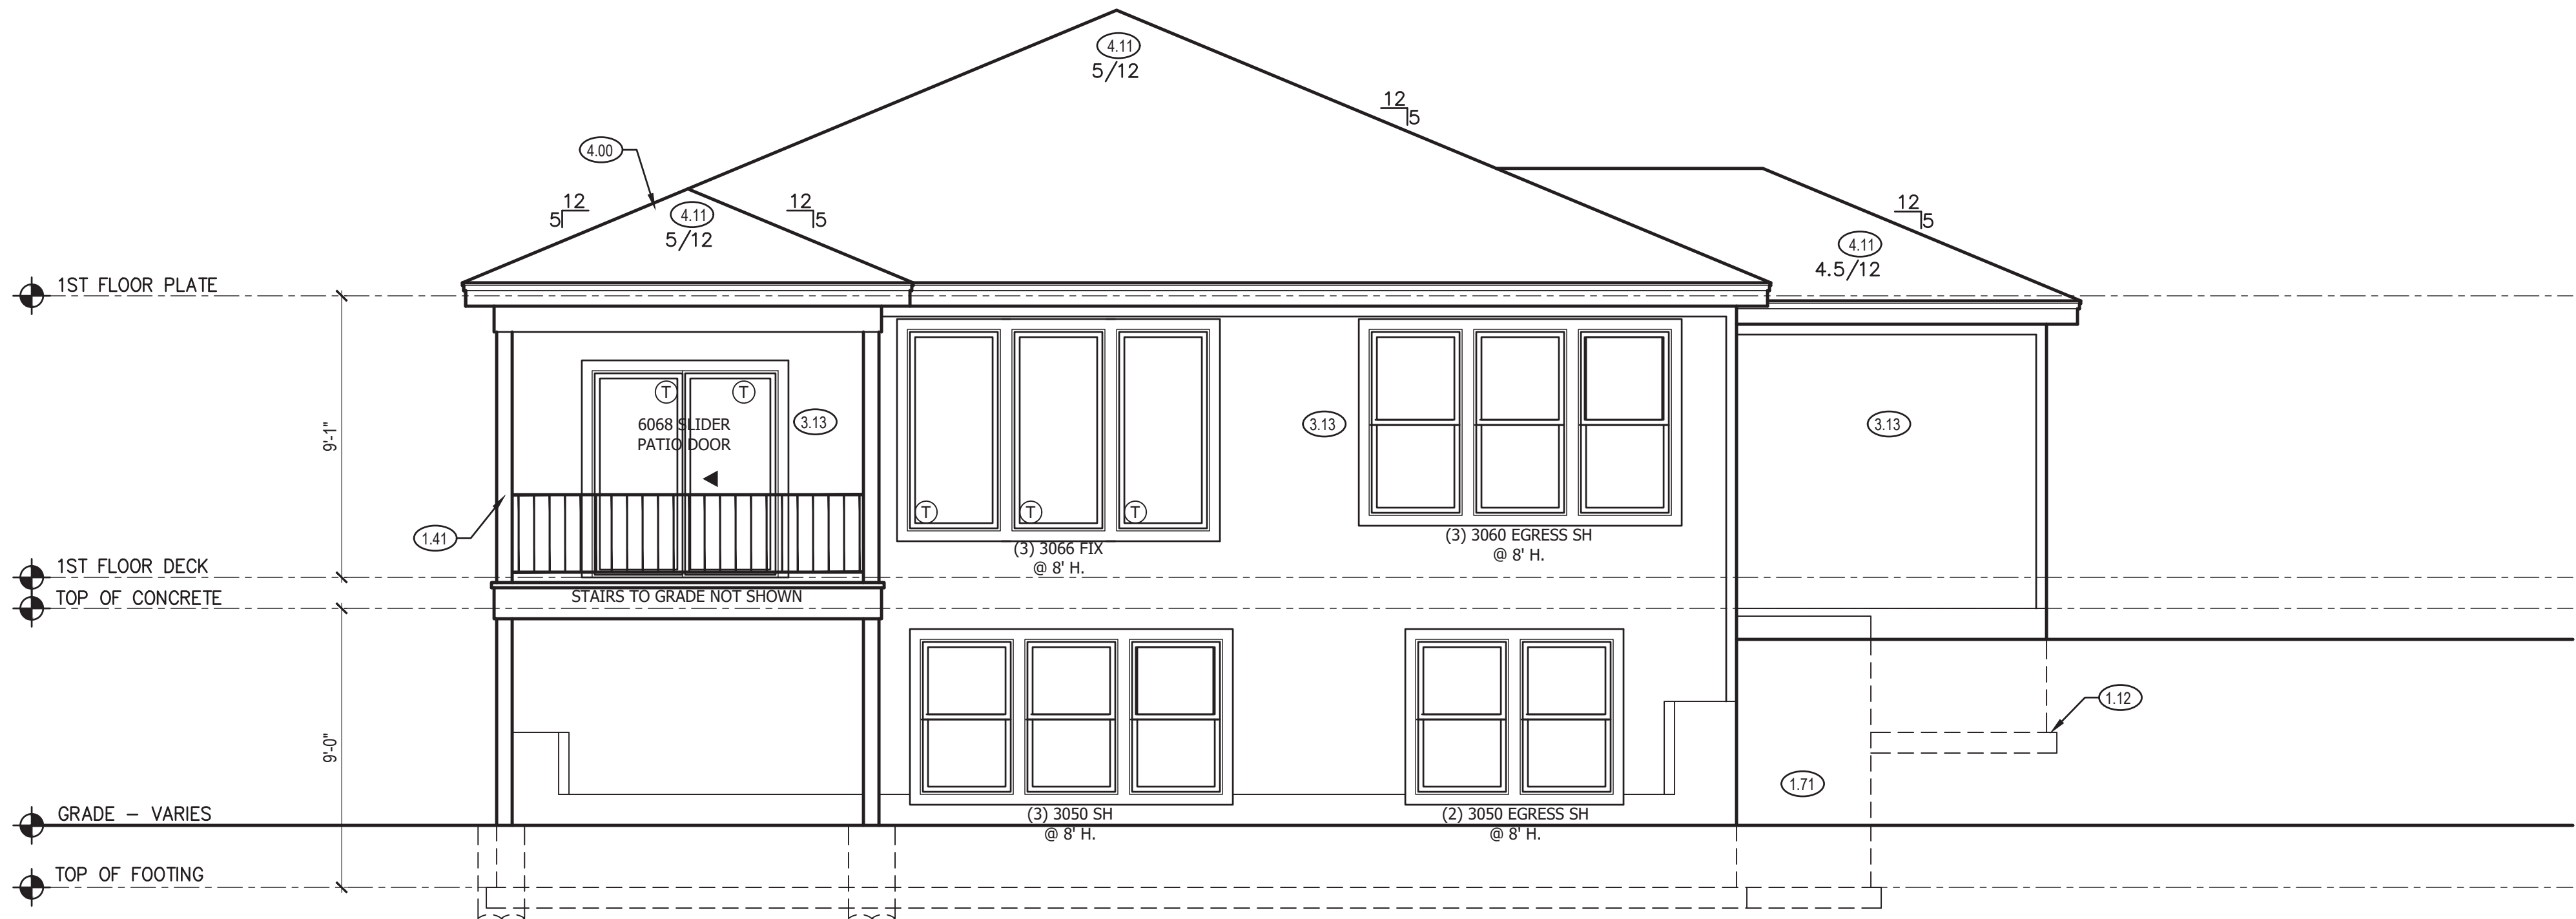 4.11
5/12
12
5
4.00
12
5
4.11
5/12
12
5
12
5
4.11
4.5/12
1ST FLOOR PLATE
9'-1"
T
T
6068 SLIDER
PATIO DOOR
3.13
3.13
3.13
T
T
T
(3) 3066 FIX
@ 8' H.
(3) 3060 EGRESS SH
@ 8' H.
1.41
1ST FLOOR DECK
TOP OF CONCRETE
STAIRS TO GRADE NOT SHOWN
9'-0"
1.12
1.71
GRADE – VARIES
(3) 3050 SH
@ 8' H.
(2) 3050 EGRESS SH
@ 8' H.
TOP OF FOOTING